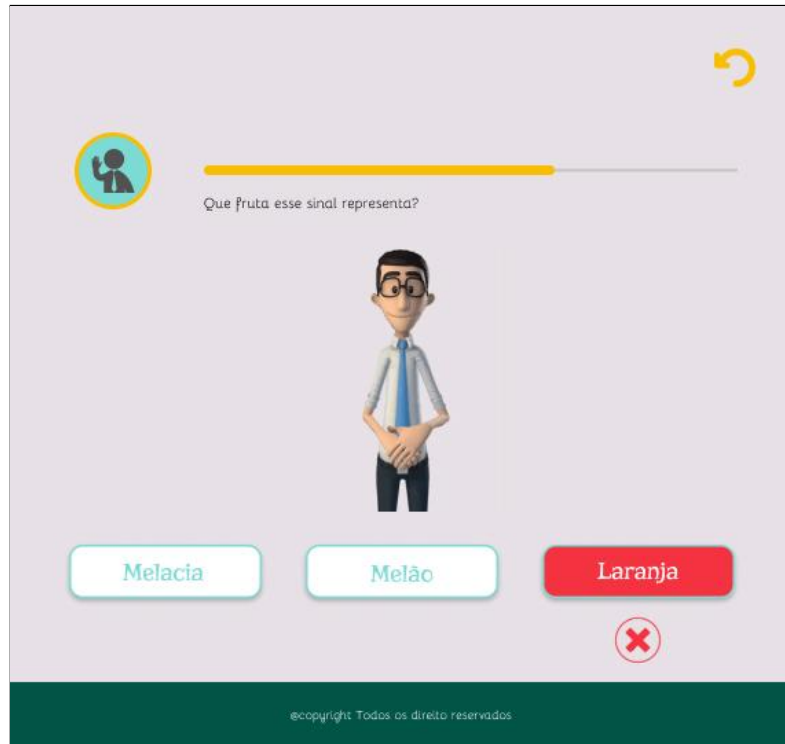 Que fruta esse sinal representa?
Melacia
Melão
Laranja
@copyright Todos os direito reservados